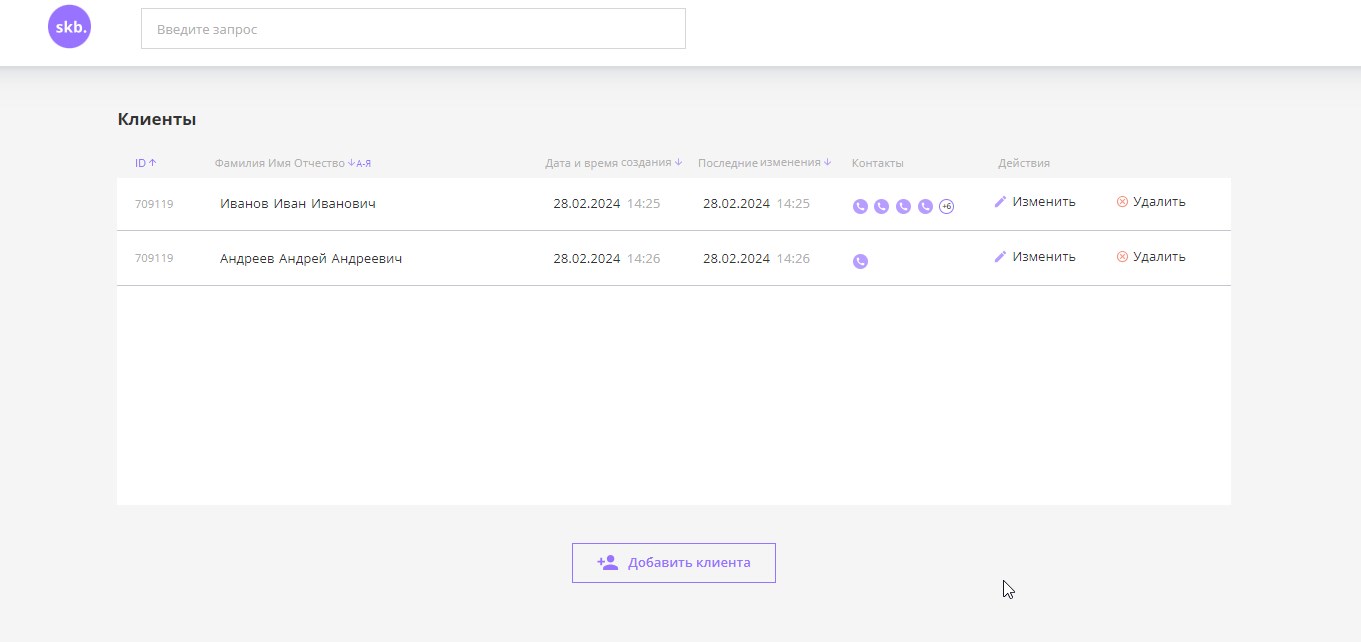 skb.
Введите запрос
Клиенты
ID Фамилия Имя Отчество А-Я Дата и время создания Последние изменения Контакты Действия
709119 Иванов Иван Иванович 28.02.2024 14:25 28.02.2024 14:25 +6 Изменить Удалить
709119 Андреев Андрей Андреевич 28.02.2024 14:26 28.02.2024 14:26 Изменить Удалить
Добавить клиента